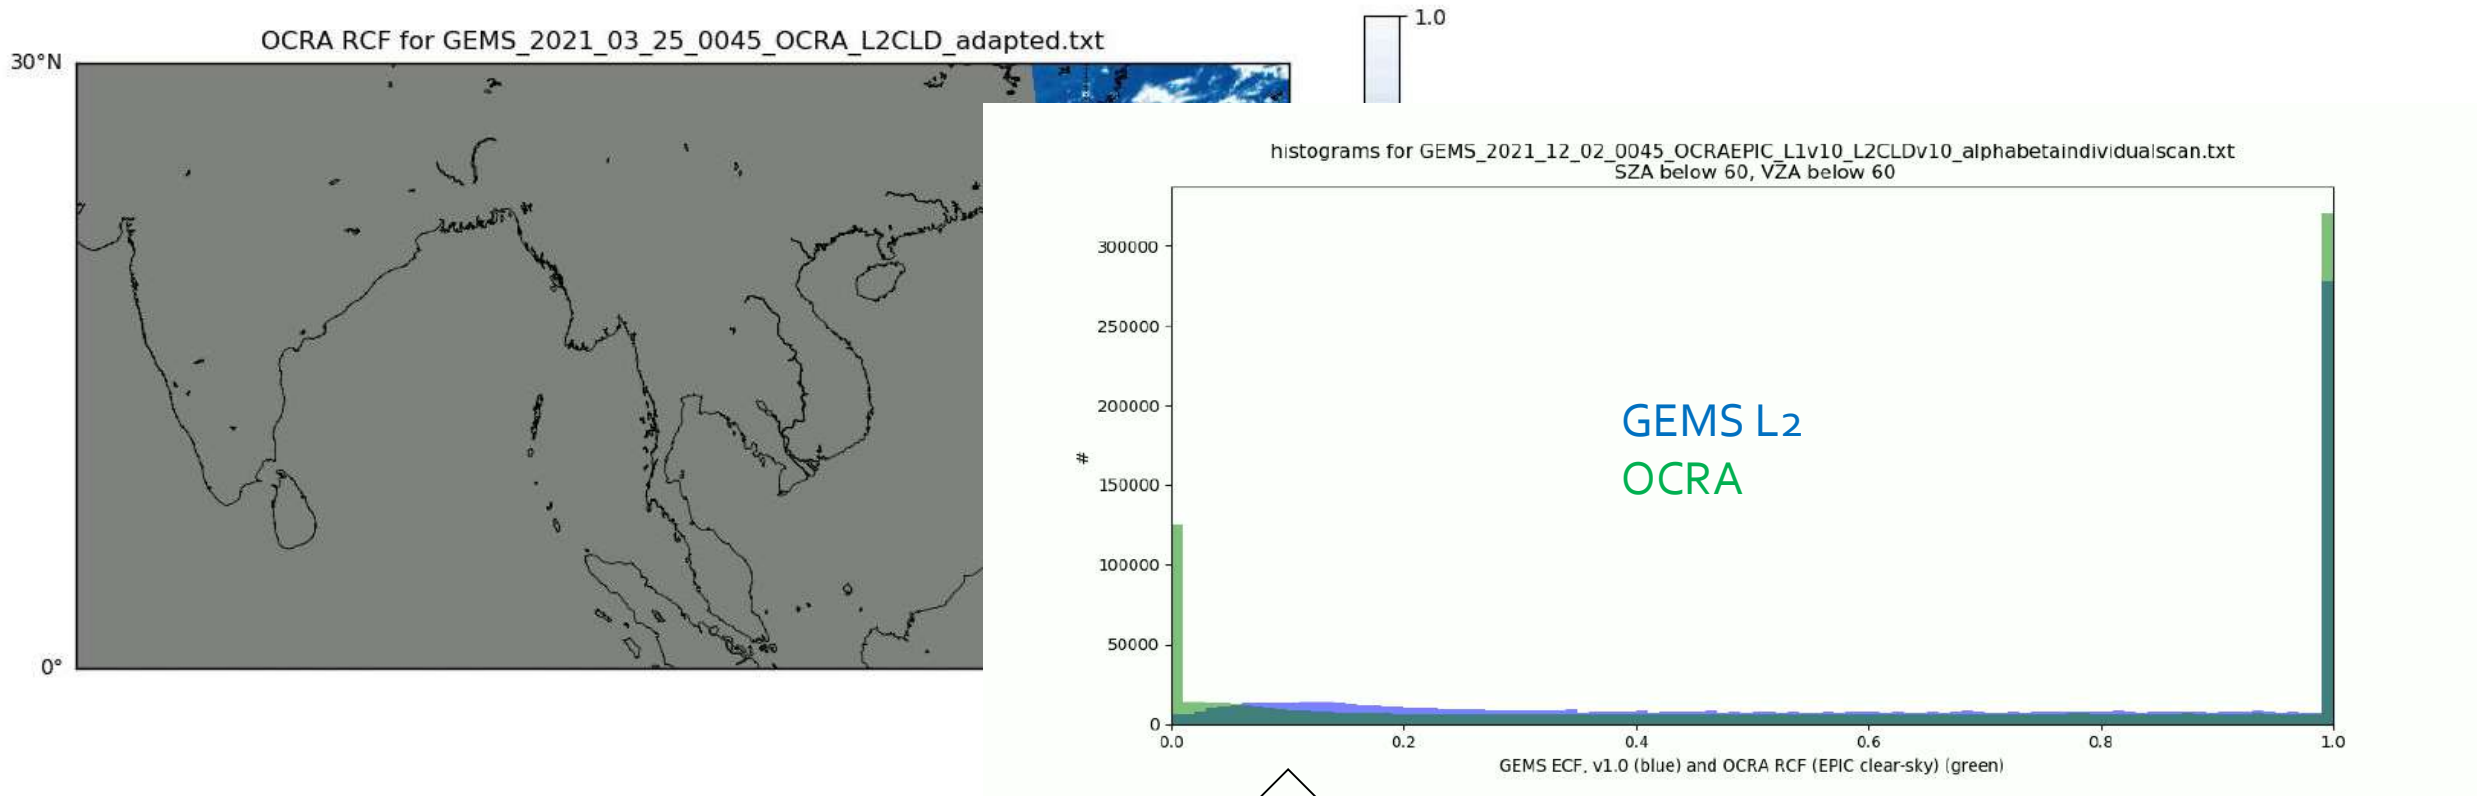 OCRA RCF for GEMS_2021_03_25_0045_OCRA_L2CLD_adapted.txt
30°N
0°
1.0
histograms for GEMS_2021_12_02_0045_OCRAEPIC_L1v10_L2CLDv10_alphabetaindividualscan.txt
SZA below 60, VZA below 60
300000
250000
200000
150000
100000
50000
0
#
GEMS L2
OCRA
0.0 0.2 0.4 0.6 0.8 1.0
GEMS ECF, v1.0 (blue) and OCRA RCF (EPIC clear-sky) (green)